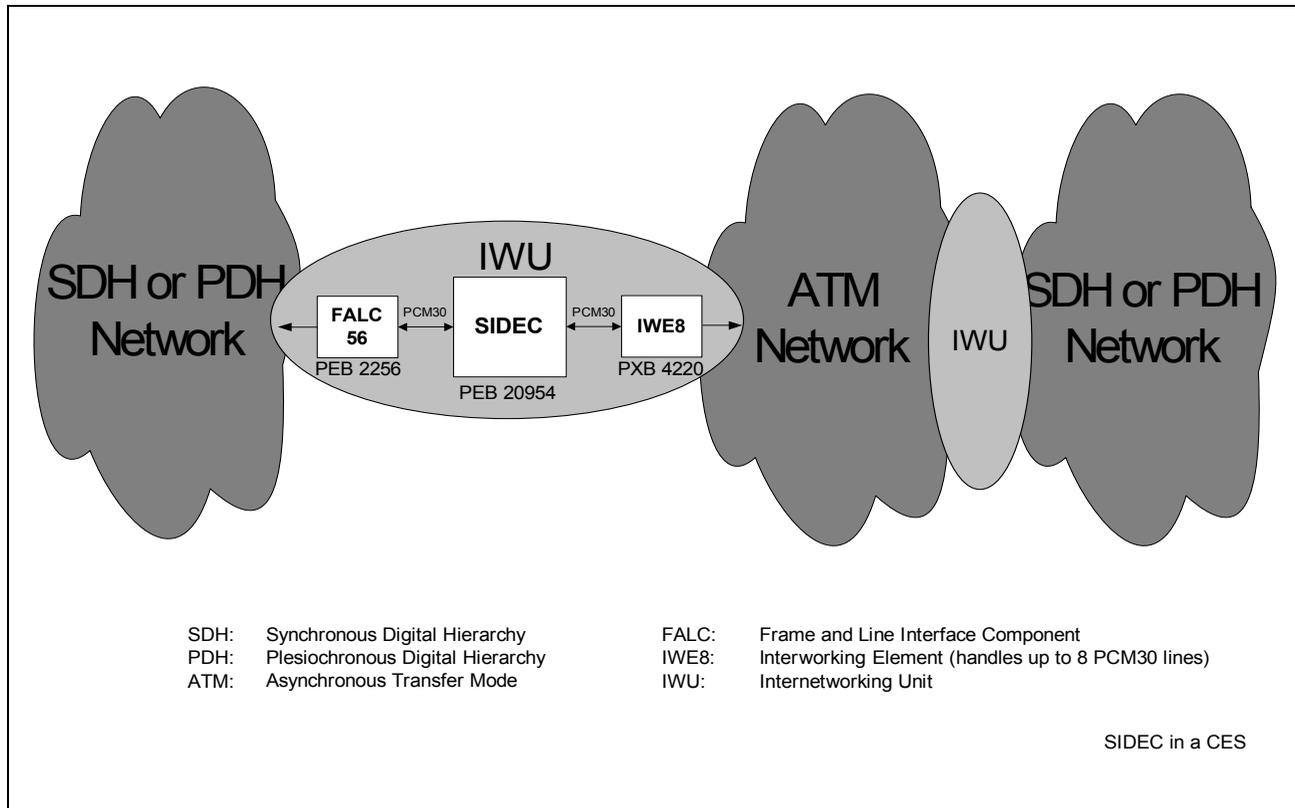 SDH or PDH
Network
IWU
FALC
56
PCM30
SIDEC
PCM30
IWE8
PEB 2256
PEB 20954
PXB 4220
ATM
Network
IWU
SDH or PDH
Network
SDH: Synchronous Digital Hierarchy
PDH: Plesiochronous Digital Hierarchy
ATM: Asynchronous Transfer Mode
FALC: Frame and Line Interface Component
IWE8: Interworking Element (handles up to 8 PCM30 lines)
IWU: Internetworking Unit
SIDEC in a CES